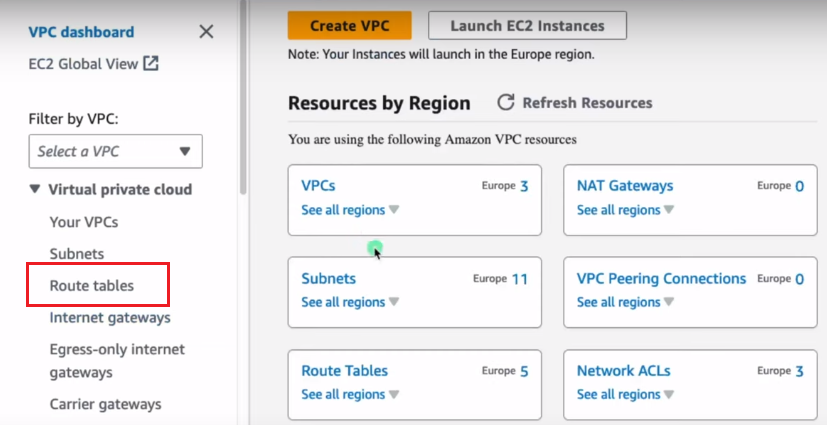 VPC dashboard
EC2 Global View
Filter by VPC:
Select a VPC
Virtual private cloud
Your VPCs
Subnets
Route tables
Internet gateways
Egress-only internet
gateways
Carrier gateways
Create VPC
Launch EC2 Instances
Note: Your Instances will launch in the Europe region.
Resources by Region
Refresh Resources
You are using the following Amazon VPC resources
VPCs Europe 3
See all regions
NAT Gateways Europe 0
See all regions
Subnets Europe 11
See all regions
VPC Peering Connections Europe 0
See all regions
Route Tables Europe 5
See all regions
Network ACLs Europe 3
See all regions